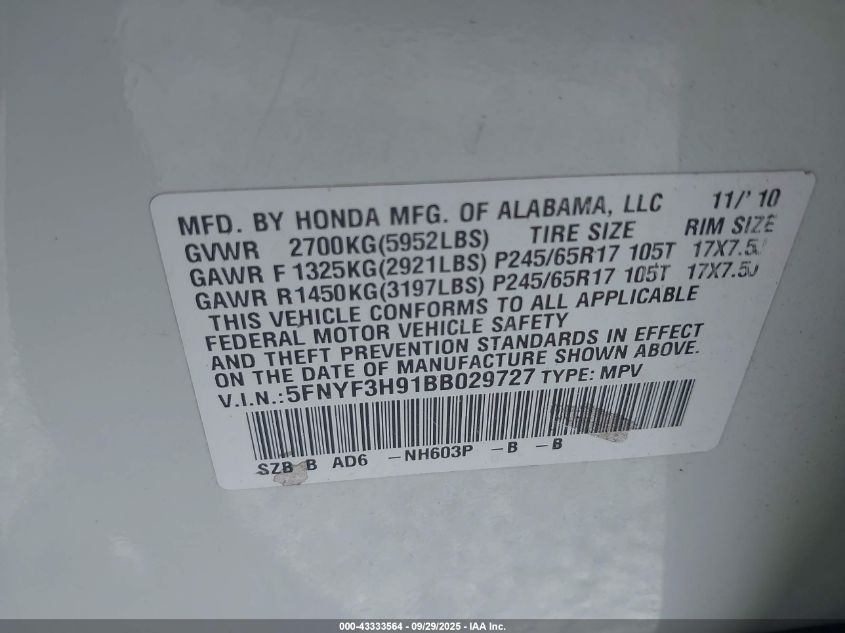 MFD. BY HONDA MFG. OF ALABAMA, LLC 11/' 10
GVWR 2700KG(5952LBS) TIRE SIZE RIM SIZE
GAWR F 1325KG(2921LBS) P245/65R17 105T 17X7.5J
GAWR R 1450KG(3197LBS) P245/65R17 105T 17X7.5J
THIS VEHICLE CONFORMS TO ALL APPLICABLE
FEDERAL MOTOR VEHICLE SAFETY
AND THEFT PREVENTION STANDARDS IN EFFECT
ON THE DATE OF MANUFACTURE SHOWN ABOVE.
V.I.N.:5FNYF3H91BB029727 TYPE: MPV
SZB B AD6 -NH603P -B -B
000-43333564 - 09/29/2025 - IAA Inc.